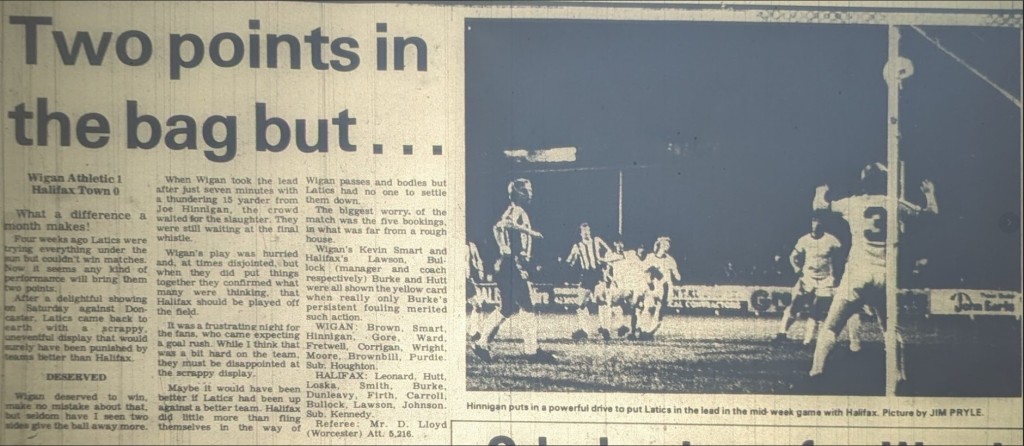 Two points in
the bag but . . .
Wigan Athletic 1
Halifax Town 0
What a difference a
month makes!
Four weeks ago Latics were
trying everything under the
sun but couldn't win matches.
Now it seems any kind of
performance will bring them
two points.
After a delightful showing
on Saturday against Don-
caster, Latics came back to
earth with a scrappy,
uneventful display that would
surely have been punished by
teams better than Halifax.
DESERVED
Wigan deserved to win,
make no mistake about that,
but seldom have I seen two
sides give the ball away more.
When Wigan took the lead
after just seven minutes with
a thundering 15 yarder from
Joe Hinnigan, the crowd
waited for the slaughter. They
were still waiting at the final
whistle.
Wigan's play was hurried
and, at times, disjointed, but
when they did put things
together they confirmed what
many were thinking, that
Halifax should be played off
the field.
It was a frustrating night for
the fans, who came expecting
a goal rush. While I think that
was a bit hard on the team,
they must be disappointed at
the scrappy display.
Maybe it would have been
better if Latics had been up
against a better team. Halifax
did little more than fling
themselves in the way of
Wigan passes and bodies but
Latics had no one to settle
them down.
The biggest worry, of the
match was the five bookings,
in what was far from a rough
house.
Wigan's Kevin Smart and
Halifax's Lawson, Bul-
lock (manager and coach
respectively) Burke and Hutt
were all shown the yellow card
when really only Burke's
persistent fouling merited
such action.
WIGAN: Brown, Smart,
Hinnigan, Gore, Ward,
Fretwell, Corrigan, Wright,
Moore, Brownbill, Purdie.
Sub: Houghton.
HALIFAX: Leonard, Hutt,
Loska, Smith, Burke,
Dunleavy, Firth, Carroll,
Bullock, Lawson, Johnson.
Sub. Kennedy.
Referee: Mr. D. Lloyd
(Worcester) Att. 5,216.
3
Hinnigan puts in a powerful drive to put Latics in the lead in the mid-week game with Halifax. Picture by JIM PRYLE.